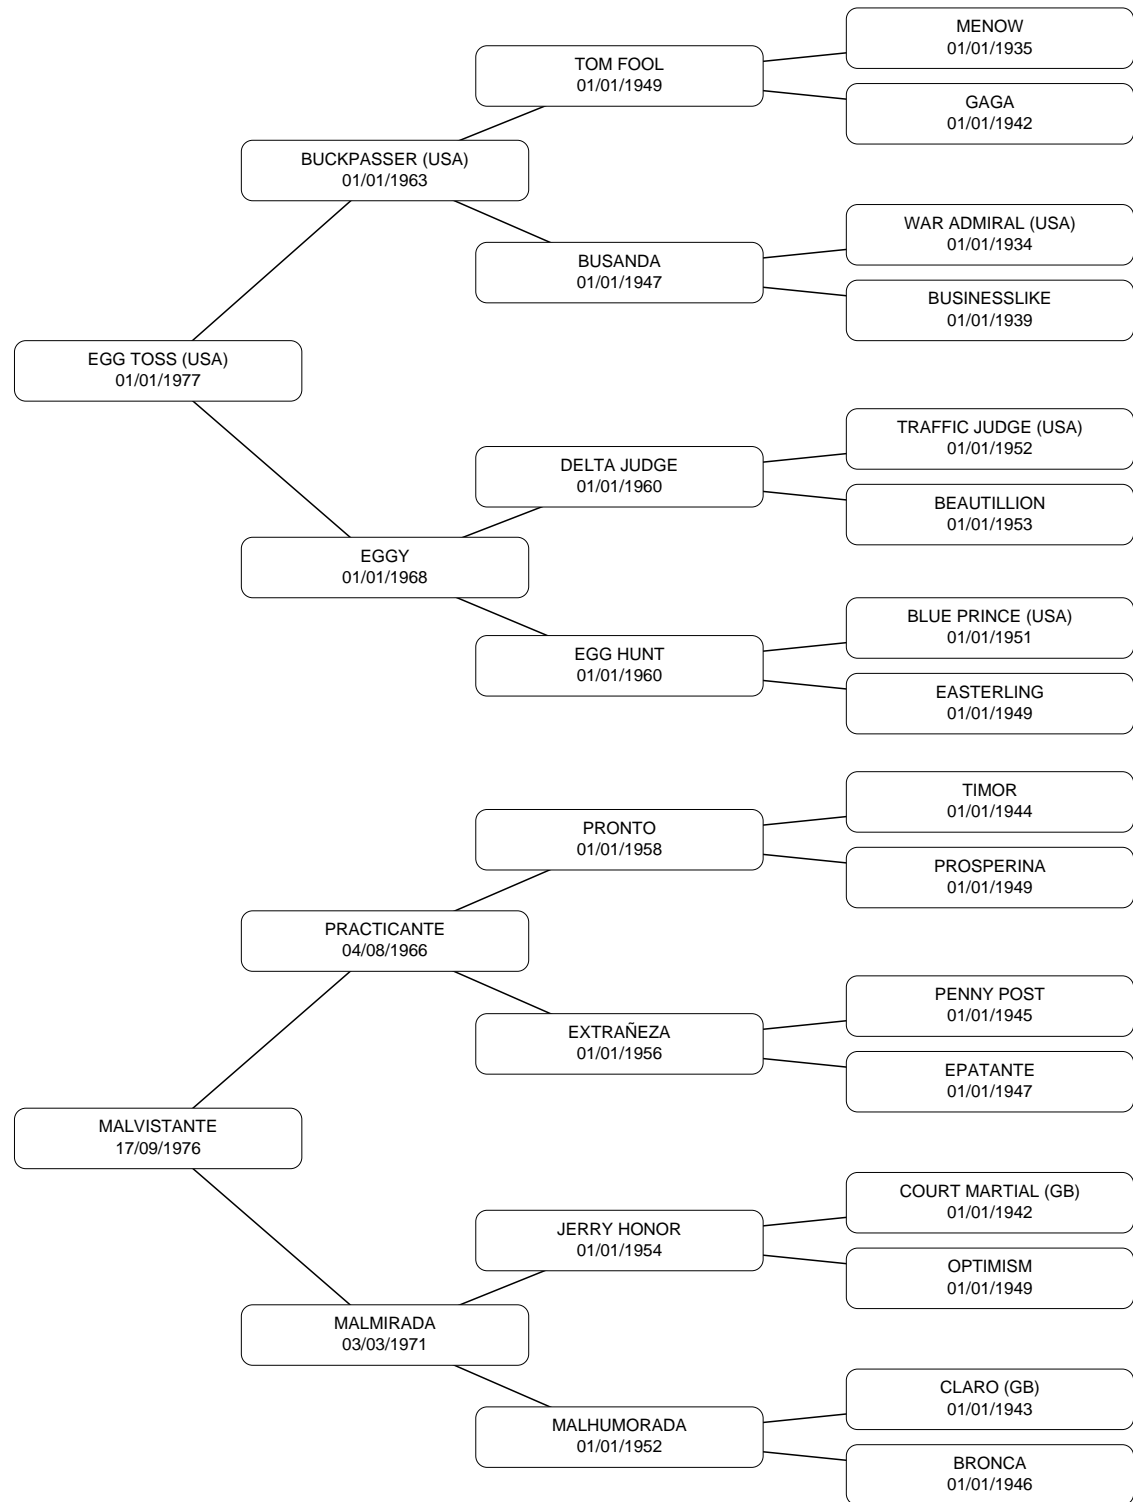 MENOW
01/01/1935
TOM FOOL
01/01/1949
GAGA
01/01/1942
BUCKPASSER (USA)
01/01/1963
WAR ADMIRAL (USA)
01/01/1934
BUSANDA
01/01/1947
BUSINESSLIKE
01/01/1939
EGG TOSS (USA)
01/01/1977
TRAFFIC JUDGE (USA)
01/01/1952
DELTA JUDGE
01/01/1960
BEAUTILLION
01/01/1953
EGGY
01/01/1968
BLUE PRINCE (USA)
01/01/1951
EGG HUNT
01/01/1960
EASTERLING
01/01/1949
TIMOR
01/01/1944
PRONTO
01/01/1958
PROSPERINA
01/01/1949
PRACTICANTE
04/08/1966
PENNY POST
01/01/1945
EXTRAÑEZA
01/01/1956
EPATANTE
01/01/1947
MALVISTANTE
17/09/1976
COURT MARTIAL (GB)
01/01/1942
JERRY HONOR
01/01/1954
OPTIMISM
01/01/1949
MALMIRADA
03/03/1971
CLARO (GB)
01/01/1943
MALHUMORADA
01/01/1952
BRONCA
01/01/1946